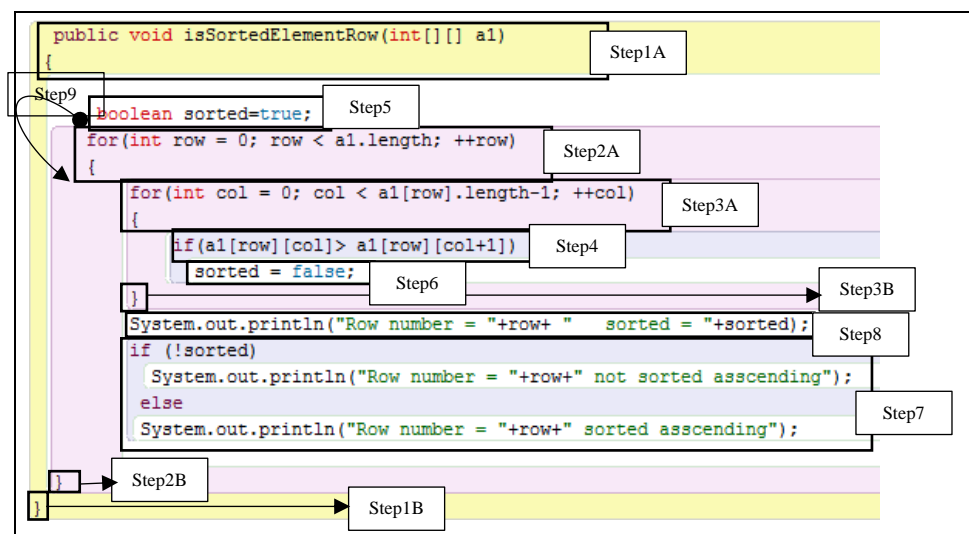 public void isSortedElementRow(int[][] a1)
Step1A
{
Step9
boolean sorted=true;
Step5
for(int row = 0; row < a1.length; ++row)
Step2A
{
for(int col = 0; col < a1[row].length-1; ++col)
Step3A
{
if(a1[row][col]> a1[row][col+1])
Step4
sorted = false;
Step6
}
Step3B
System.out.println("Row number = "+row+ "   sorted = "+sorted);
Step8
if (!sorted)
System.out.println("Row number = "+row+" not sorted asscending");
else
Step7
System.out.println("Row number = "+row+" sorted asscending");
}
Step2B
}
Step1B